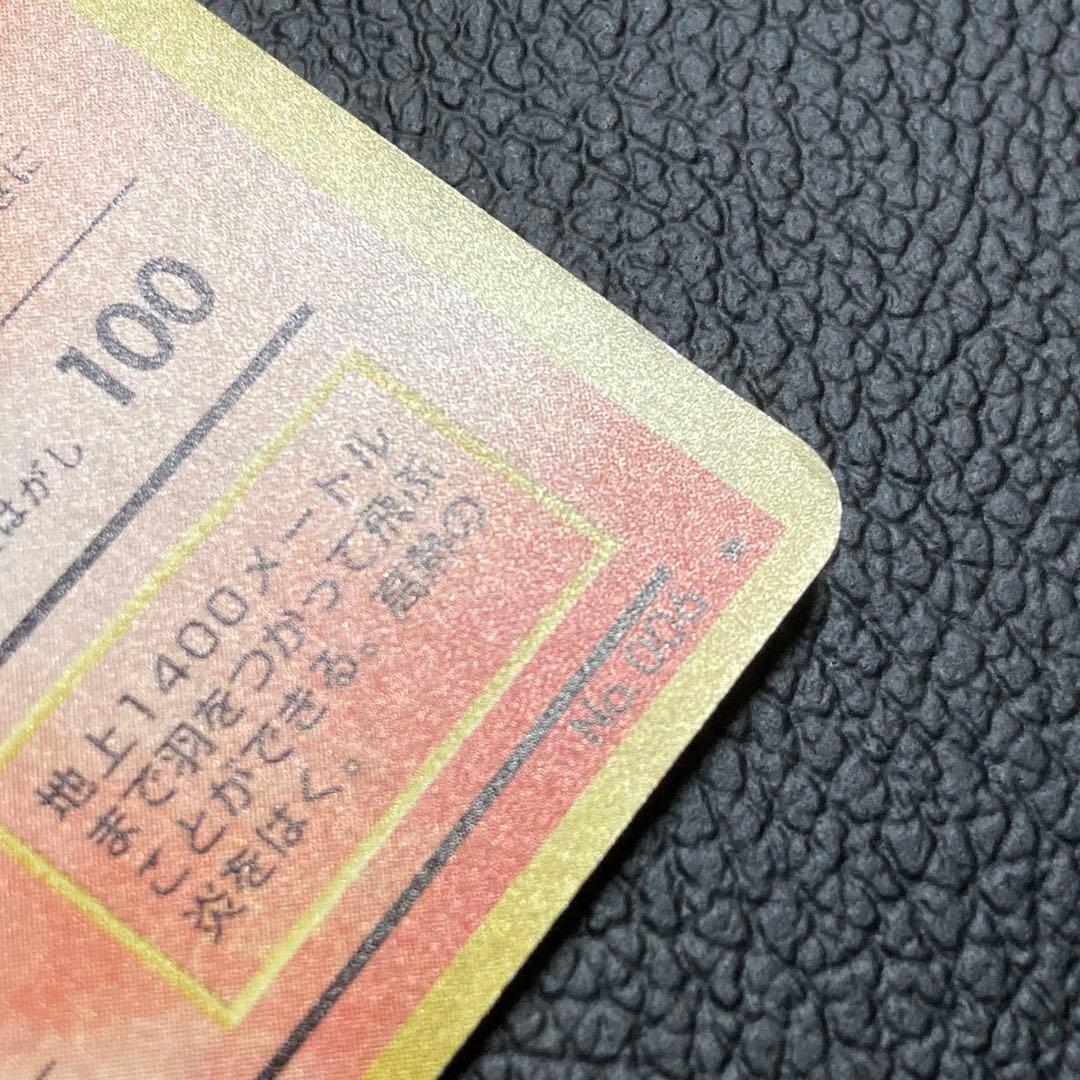 100
はがし
地上1400メートル
まで羽をつかって飛ぶ
ことができる。高熱の
炎をはく。
No. 006